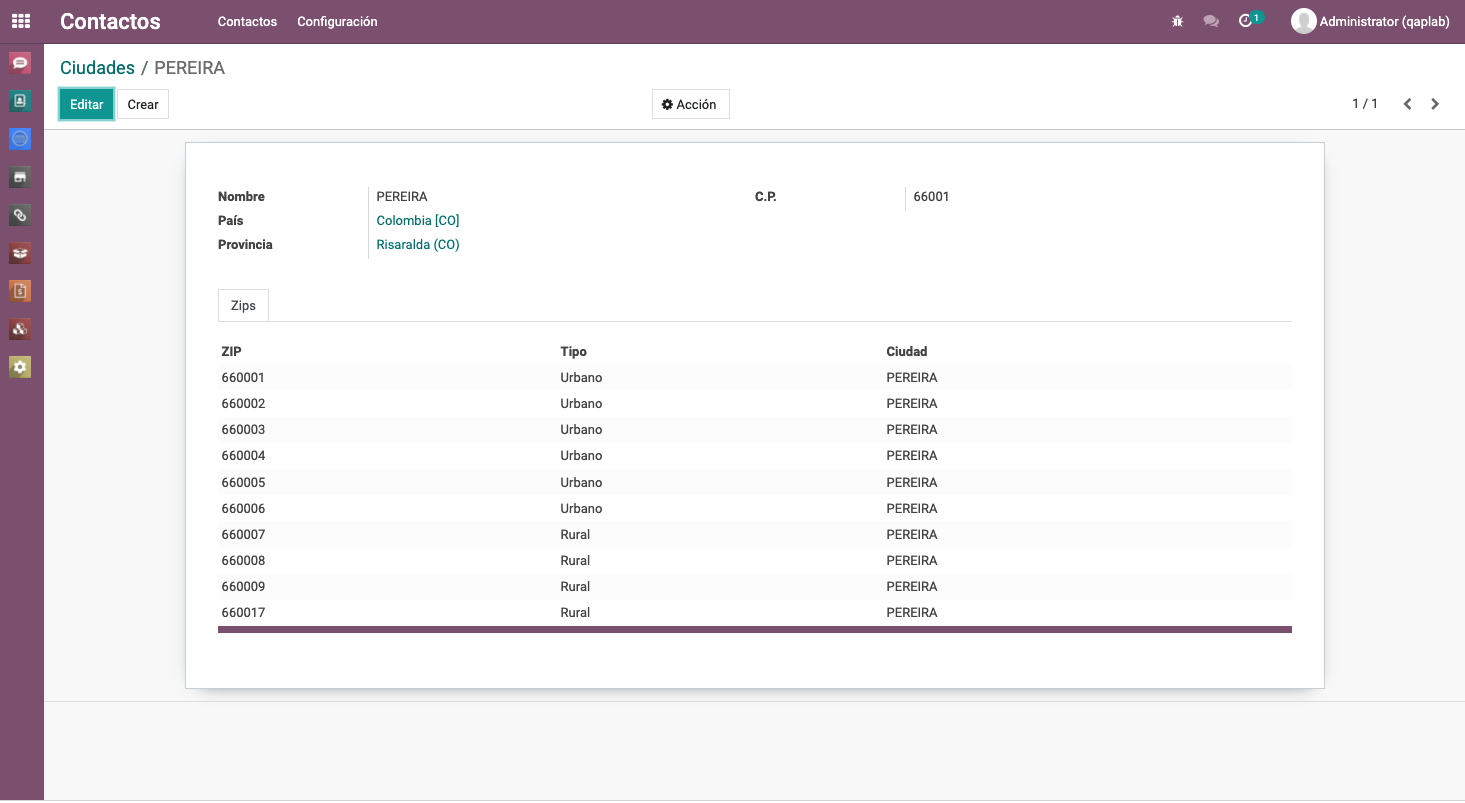 Contactos Contactos Configuración 1 Administrator (qaplab)
Ciudades / PEREIRA
Editar Crear Acción 1 / 1
Nombre PEREIRA C.P. 66001
País Colombia [CO]
Provincia Risaralda (CO)
Zips
ZIP Tipo Ciudad
660001 Urbano PEREIRA
660002 Urbano PEREIRA
660003 Urbano PEREIRA
660004 Urbano PEREIRA
660005 Urbano PEREIRA
660006 Urbano PEREIRA
660007 Rural PEREIRA
660008 Rural PEREIRA
660009 Rural PEREIRA
660017 Rural PEREIRA